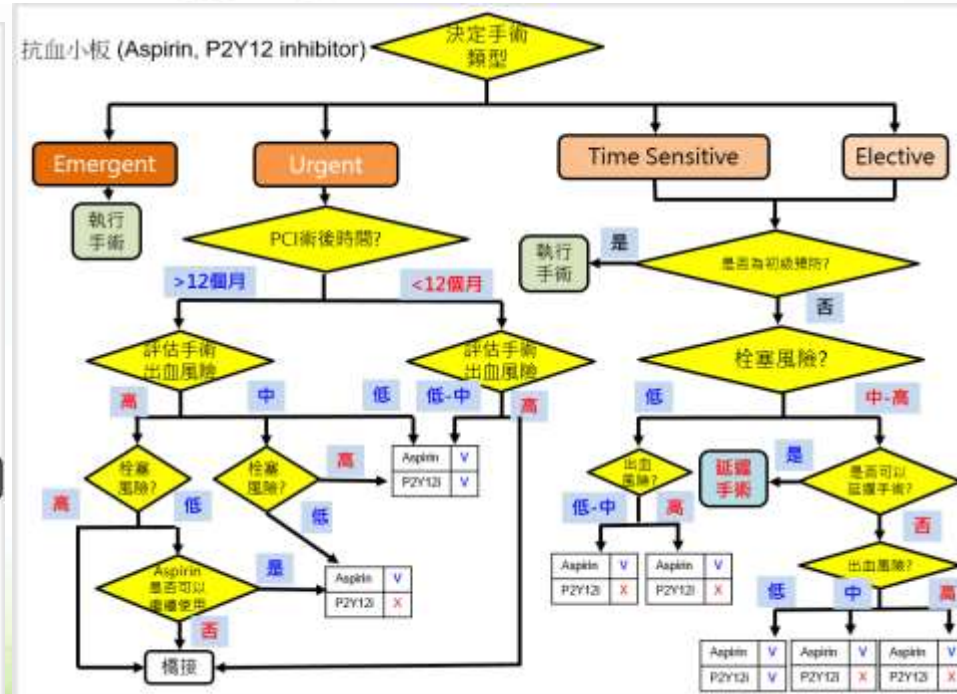 抗血小板 (Aspirin, P2Y12 inhibitor)
決定手術
類型
Emergent
Urgent
Time Sensitive
Elective
執行
手術
PCI術後時間?
執行
手術
是
是否為初級預防?
>12個月
<12個月
否
評估手術
出血風險
評估手術
出血風險
栓塞風險?
高
中
低
低-中
高
低
中-高
栓塞
風險?
栓塞
風險?
高
Aspirin V
P2Y12i V
出血
風險?
延遲
手術
是
是否可以
延遲手術?
高
低
低
低-中
高
否
Aspirin
是否可以
繼續使用
是
Aspirin V
P2Y12i X
Aspirin V
P2Y12i X
Aspirin V
P2Y12i X
出血風險?
低
中
高
否
橋接
Aspirin V
P2Y12i V
Aspirin V
P2Y12i X
Aspirin V
P2Y12i X